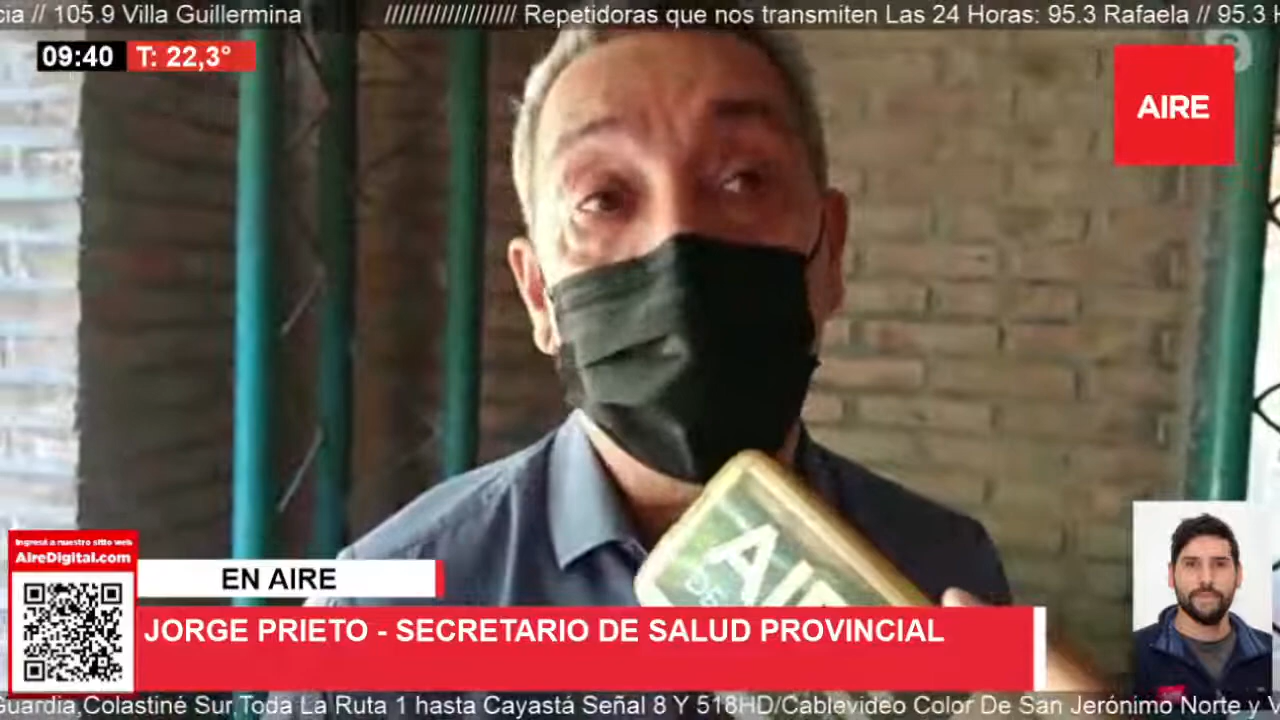 cia // 105.9 Villa Guillermina ////////////////// Repetidoras que nos transmiten Las 24 Horas: 95.3 Rafaela // 95.3 H
09:40 T: 22,3°
AIRE
AIRE
DE
Ingresá a nuestro sitio web
AireDigital.com
EN AIRE
JORGE PRIETO - SECRETARIO DE SALUD PROVINCIAL
Guardia,Colastiné Sur,Toda La Ruta 1 hasta Cayastá Señal 8 Y 518HD/Cablevideo Color De San Jerónimo Norte y V